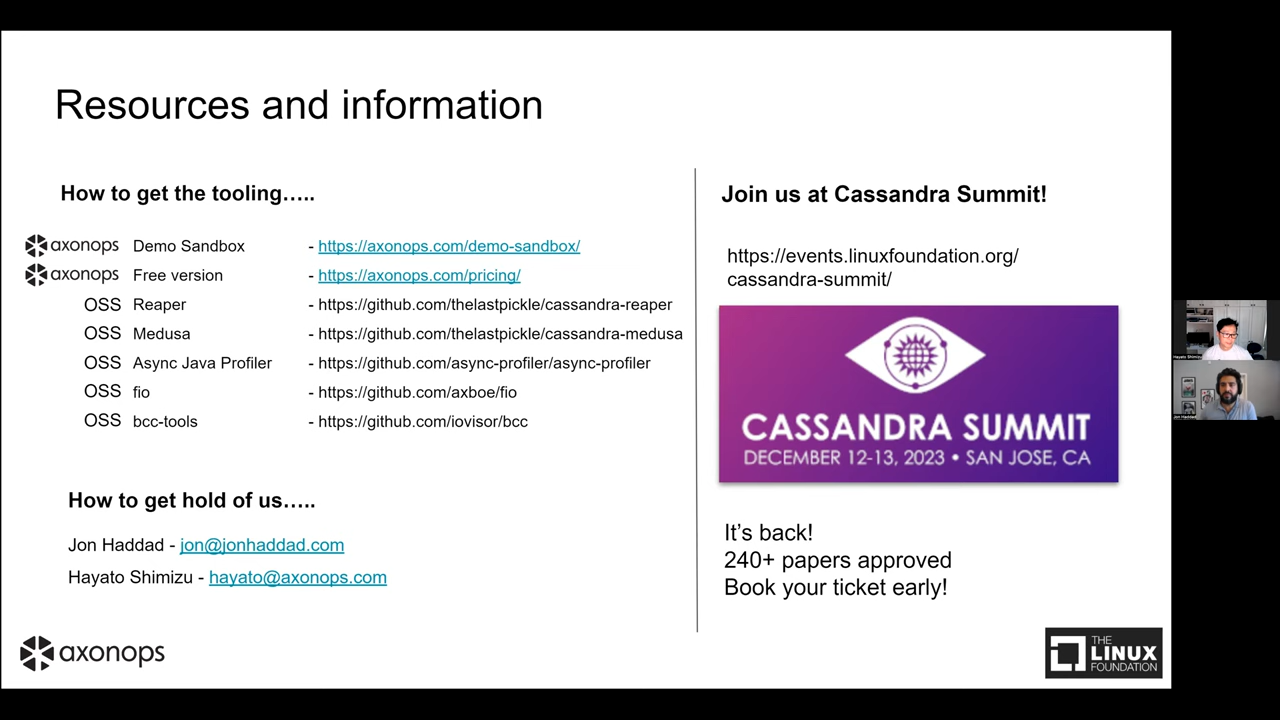 Resources and information
How to get the tooling…..
axonops Demo Sandbox - https://axonops.com/demo-sandbox/
axonops Free version - https://axonops.com/pricing/
OSS Reaper - https://github.com/thelastpickle/cassandra-reaper
OSS Medusa - https://github.com/thelastpickle/cassandra-medusa
OSS Async Java Profiler - https://github.com/async-profiler/async-profiler
OSS fio - https://github.com/axboe/fio
OSS bcc-tools - https://github.com/iovisor/bcc
How to get hold of us…..
Jon Haddad - jon@jonhaddad.com
Hayato Shimizu - hayato@axonops.com
axonops
Join us at Cassandra Summit!
https://events.linuxfoundation.org/
cassandra-summit/
CASSANDRA SUMMIT
DECEMBER 12-13, 2023 • SAN JOSE, CA
It’s back!
240+ papers approved
Book your ticket early!
THE
LINUX
FOUNDATION
Hayato Shimizu
Jon Haddad